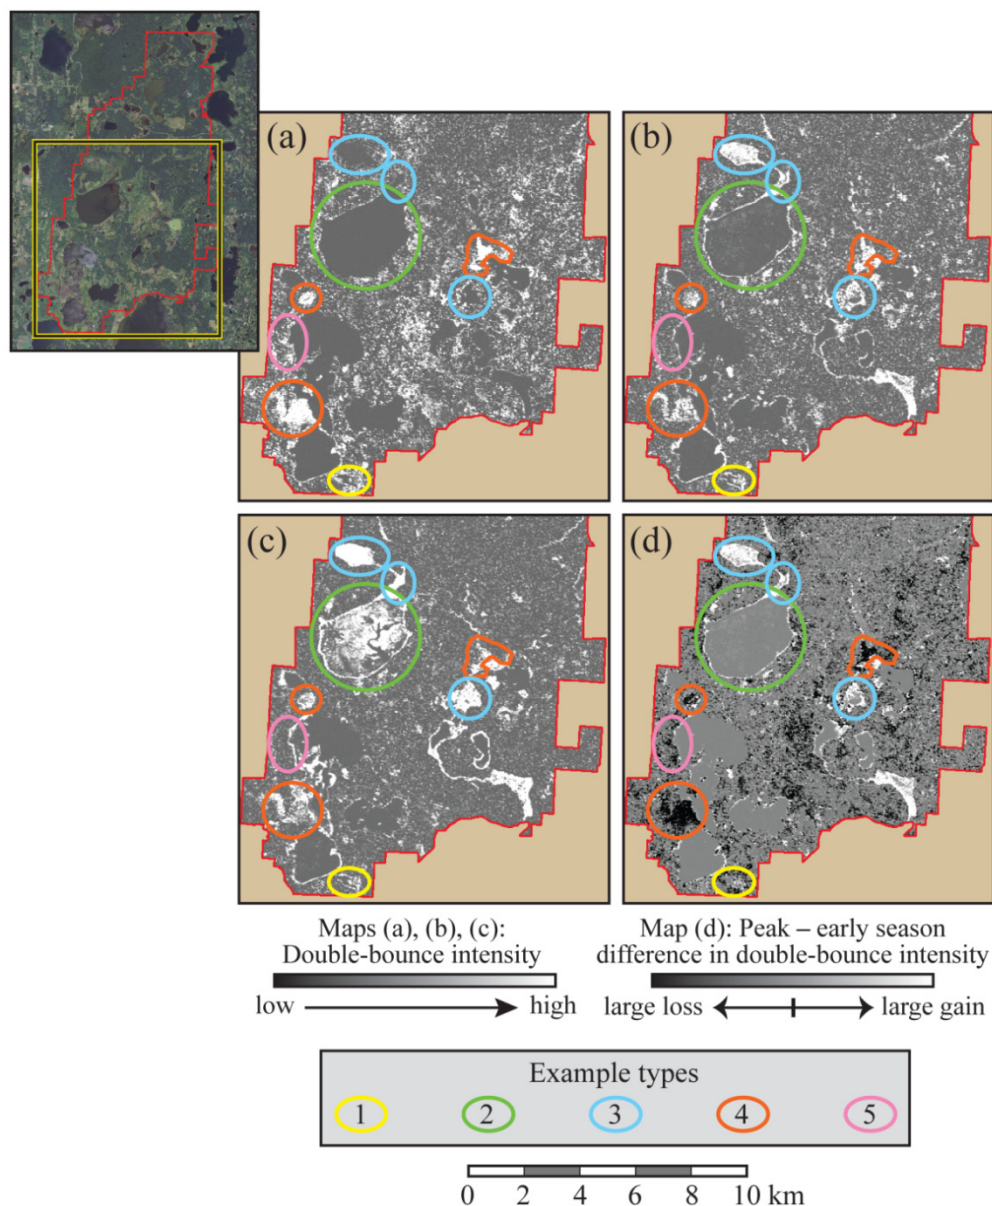 (a)
(b)
(c)
(d)
Maps (a), (b), (c):
Double-bounce intensity
low
high
Map (d): Peak – early season
difference in double-bounce intensity
large loss
large gain
Example types
1 2 3 4 5
0 2 4 6 8 10 km